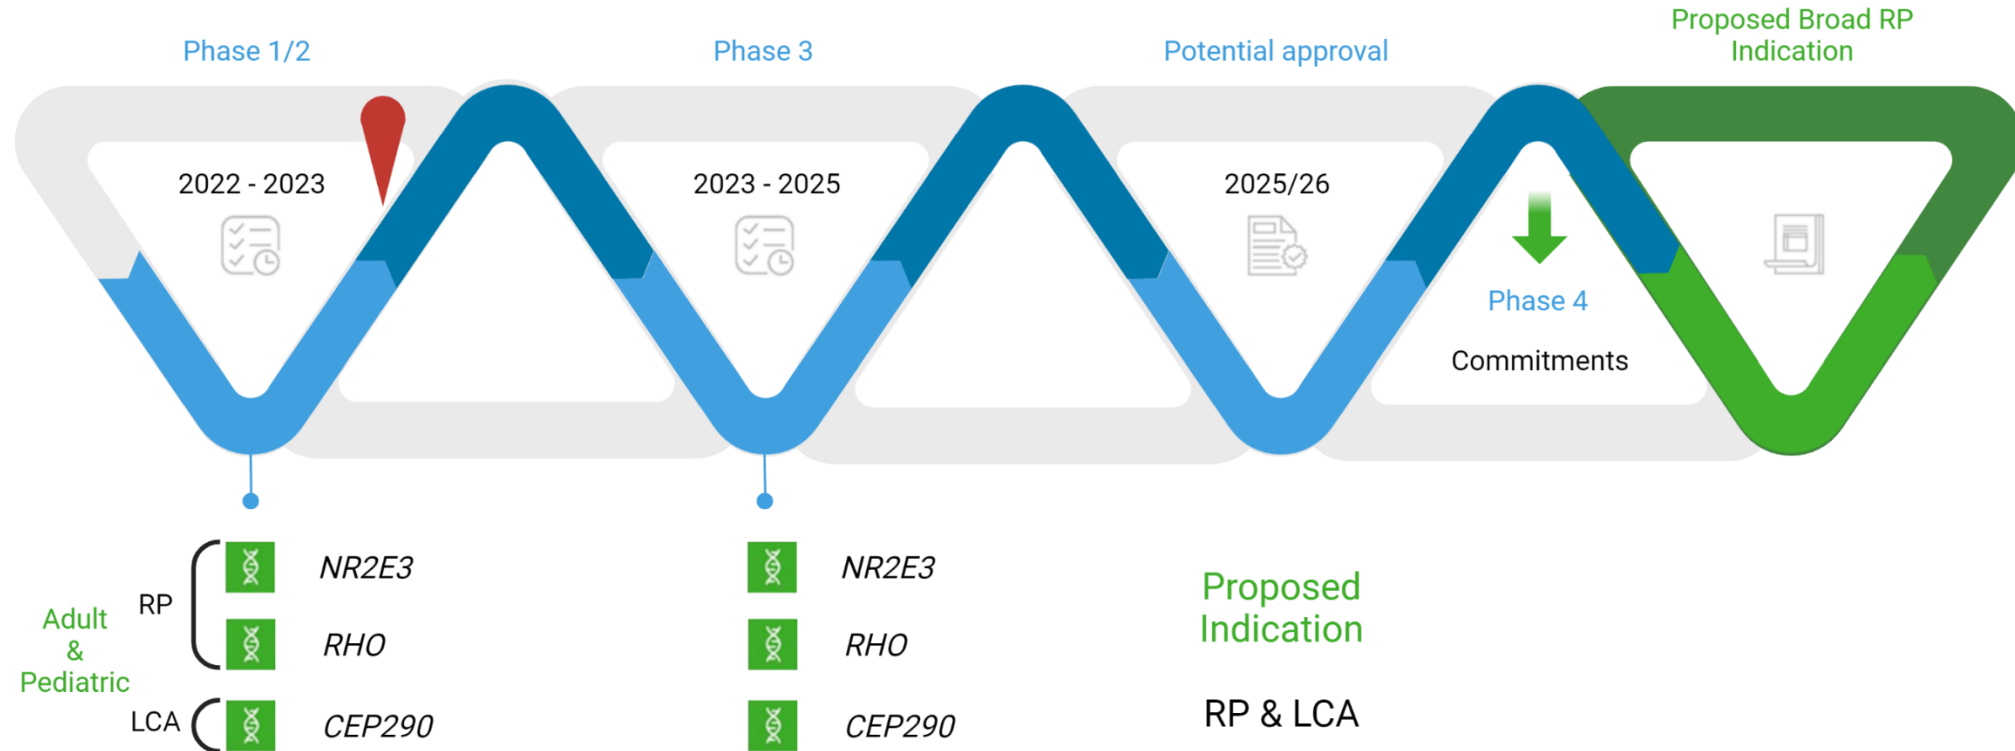 Phase 1/2
Phase 3
Potential approval
Proposed Broad RP
Indication
2022 - 2023
2023 - 2025
2025/26
Phase 4
Commitments
Adult
&
Pediatric
RP
NR2E3
RHO
LCA
CEP290
NR2E3
RHO
CEP290
Proposed
Indication
RP & LCA